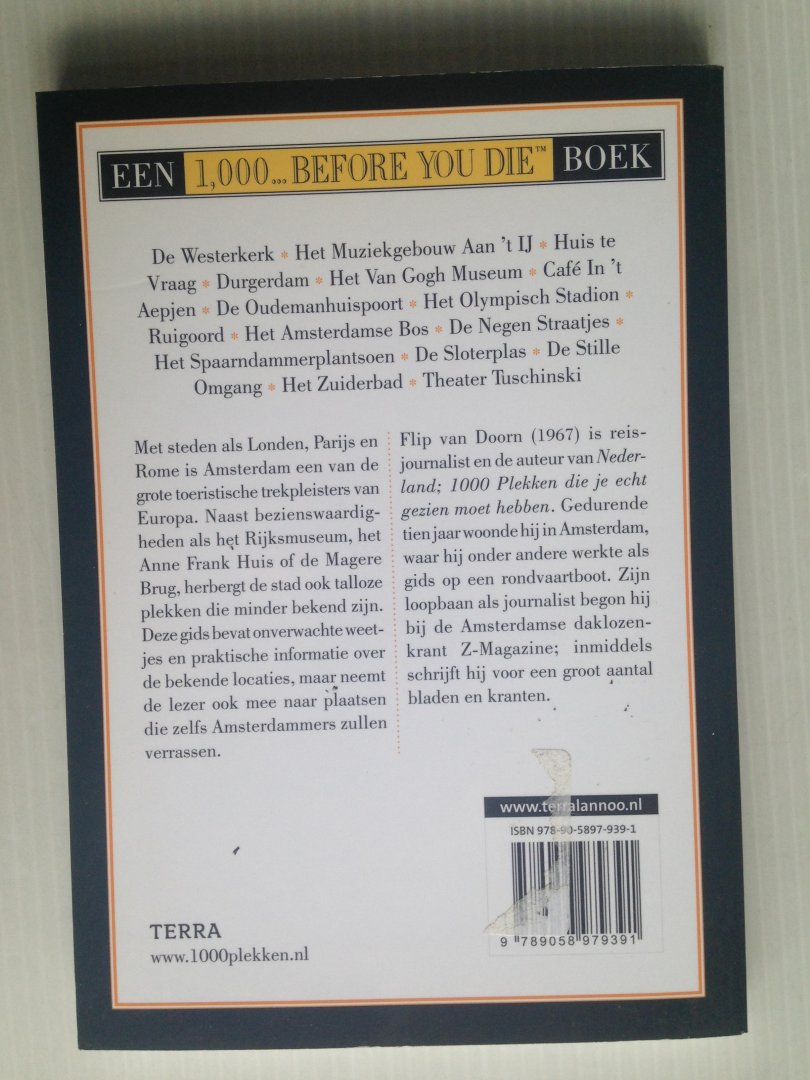 EEN 1,000... BEFORE YOU DIE™ BOEK
De Westerkerk * Het Muziekgebouw Aan ’t IJ * Huis te
Vraag * Durgerdam * Het Van Gogh Museum * Café In ’t
Aepjen * De Oudemanhuispoort * Het Olympisch Stadion *
Ruigoord * Het Amsterdamse Bos * De Negen Straatjes *
Het Spaarndammerplantsoen * De Sloterplas * De Stille
Omgang * Het Zuiderbad * Theater Tuschinski
Met steden als Londen, Parijs en
Rome is Amsterdam een van de
grote toeristische trekpleisters van
Europa. Naast bezienswaardig-
heden als het Rijksmuseum, het
Anne Frank Huis of de Magere
Brug, herbergt de stad ook talloze
plekken die minder bekend zijn.
Deze gids bevat onverwachte weet-
jes en praktische informatie over
de bekende locaties, maar neemt
de lezer ook mee naar plaatsen
die zelfs Amsterdammers zullen
verrassen.
Flip van Doorn (1967) is reis-
journalist en de auteur van Neder-
land; 1000 Plekken die je echt
gezien moet hebben. Gedurende
tien jaar woonde hij in Amsterdam,
waar hij onder andere werkte als
gids op een rondvaartboot. Zijn
loopbaan als journalist begon hij
bij de Amsterdamse daklozen-
krant Z-Magazine; inmiddels
schrijft hij voor een groot aantal
bladen en kranten.
www.terralannoo.nl
ISBN 978-90-5897-939-1
9 789058 979391
TERRA
www.1000plekken.nl